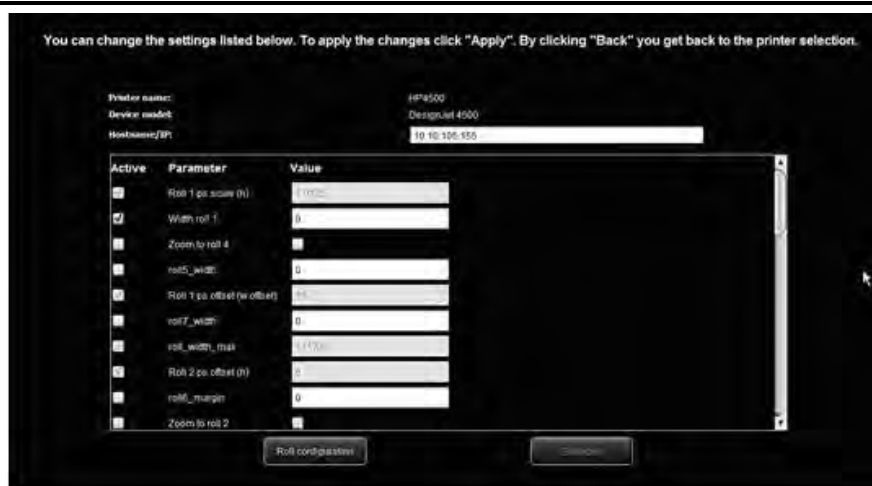 You can change the settings listed below. To apply the changes click "Apply". By clicking "Back" you get back to the printer selection.
Printer name: HP4500
Device model: DesignJet 4500
Hostname/IP: 10.10.106.155
Active Parameter Value
Roll 1 ps scale (h)
Width roll 1 0
Zoom to roll 4
roll5_width 0
Roll 1 ps offset (w offset)
roll7_width 0
roll_width_max
Roll 2 ps offset (h)
roll6_margin 0
Zoom to roll 2
Roll configuration